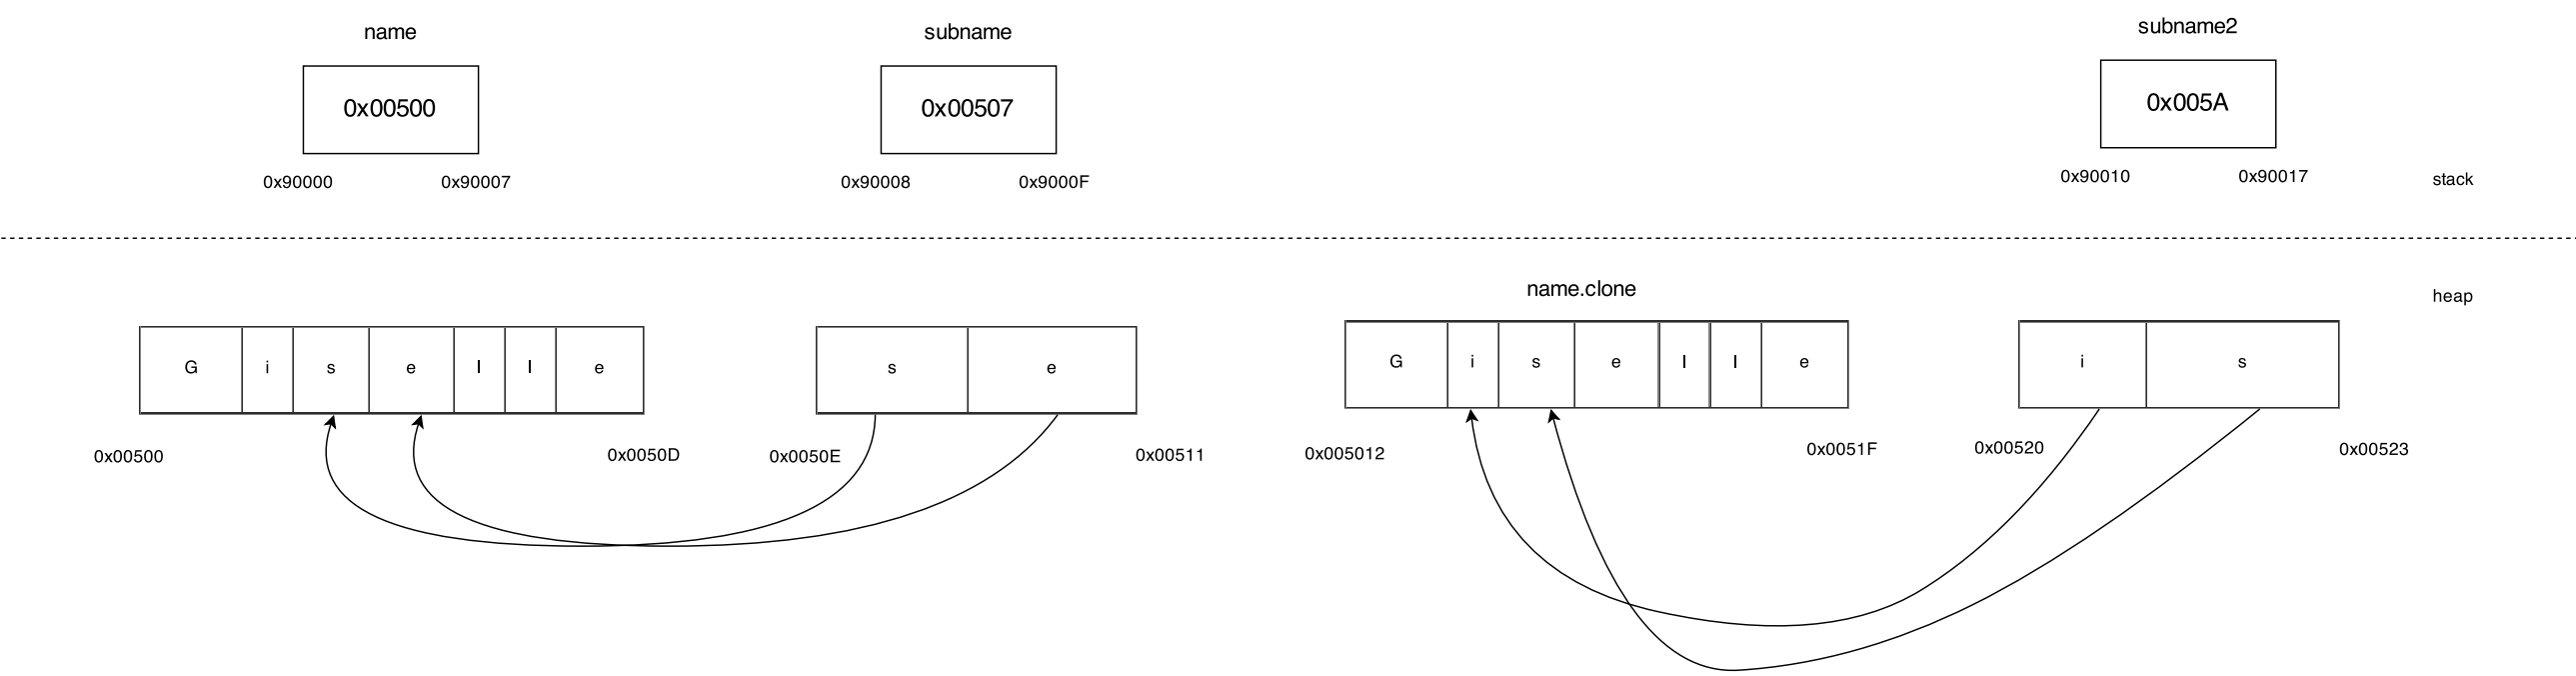 name
subname
subname2
0x00500
0x00507
0x005A
0x90000
0x90007
0x90008
0x9000F
0x90010
0x90017
stack
name.clone
heap
G i s e l l e
s e
G i s e l l e
i s
0x00500
0x0050D
0x0050E
0x00511
0x005012
0x0051F
0x00520
0x00523